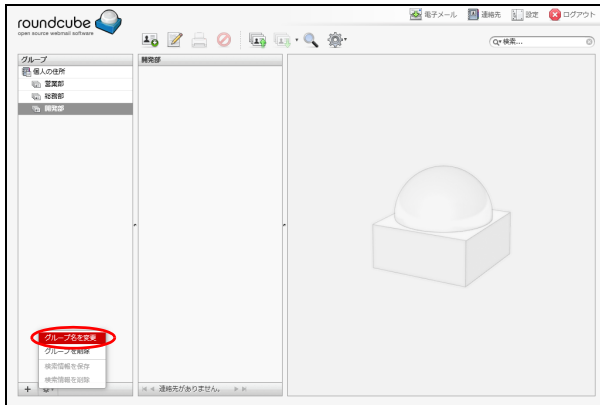 roundcube
open source webmail software
電子メール 連絡先 設定 ログアウト
検索...
グループ
個人の住所
営業部
総務部
開発部
開発部
グループ名を変更
グループを削除
検索情報を保存
検索情報を削除
連絡先がありません。